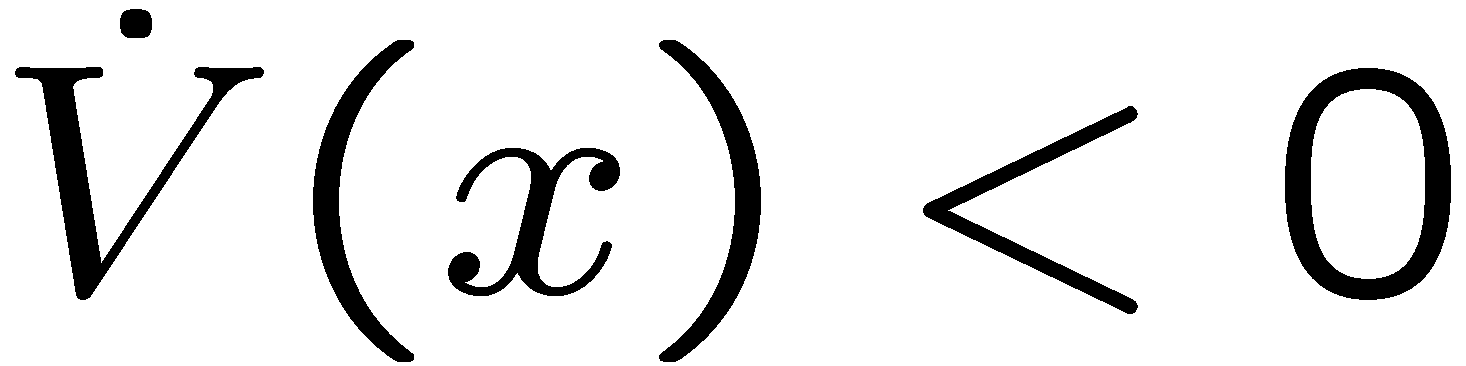 V̇(x) < 0